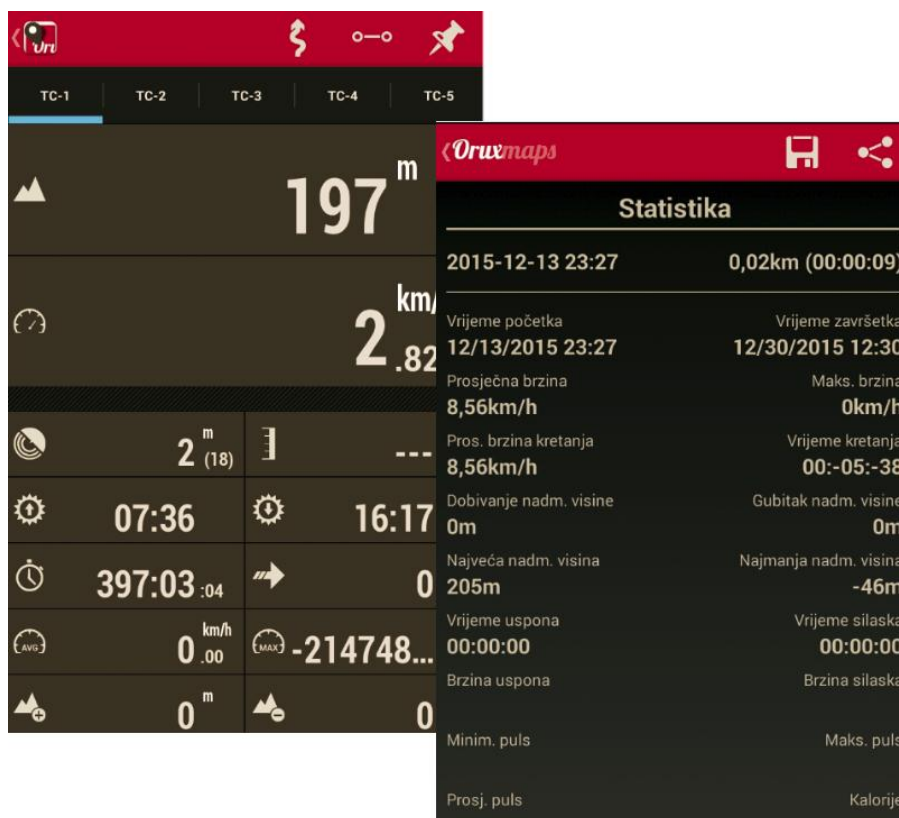 TC-1 TC-2 TC-3 TC-4 TC-5
197 m
2.82 km/
2 m (18) ---
07:36 16:17
397:03:04 0
AVG 0.00 km/h MAX -214748...
0 m 0
Oruxmaps
Statistika
2015-12-13 23:27 0,02km (00:00:09)
Vrijeme početka Vrijeme završetka
12/13/2015 23:27 12/30/2015 12:30
Prosječna brzina Maks. brzina
8,56km/h 0km/h
Pros. brzina kretanja Vrijeme kretanja
8,56km/h 00:-05:-38
Dobivanje nadm. visine Gubitak nadm. visine
0m 0m
Najveća nadm. visina Najmanja nadm. visina
205m -46m
Vrijeme uspona Vrijeme silaska
00:00:00 00:00:00
Brzina uspona Brzina silaska
Minim. puls Maks. puls
Prosj. puls Kalorije